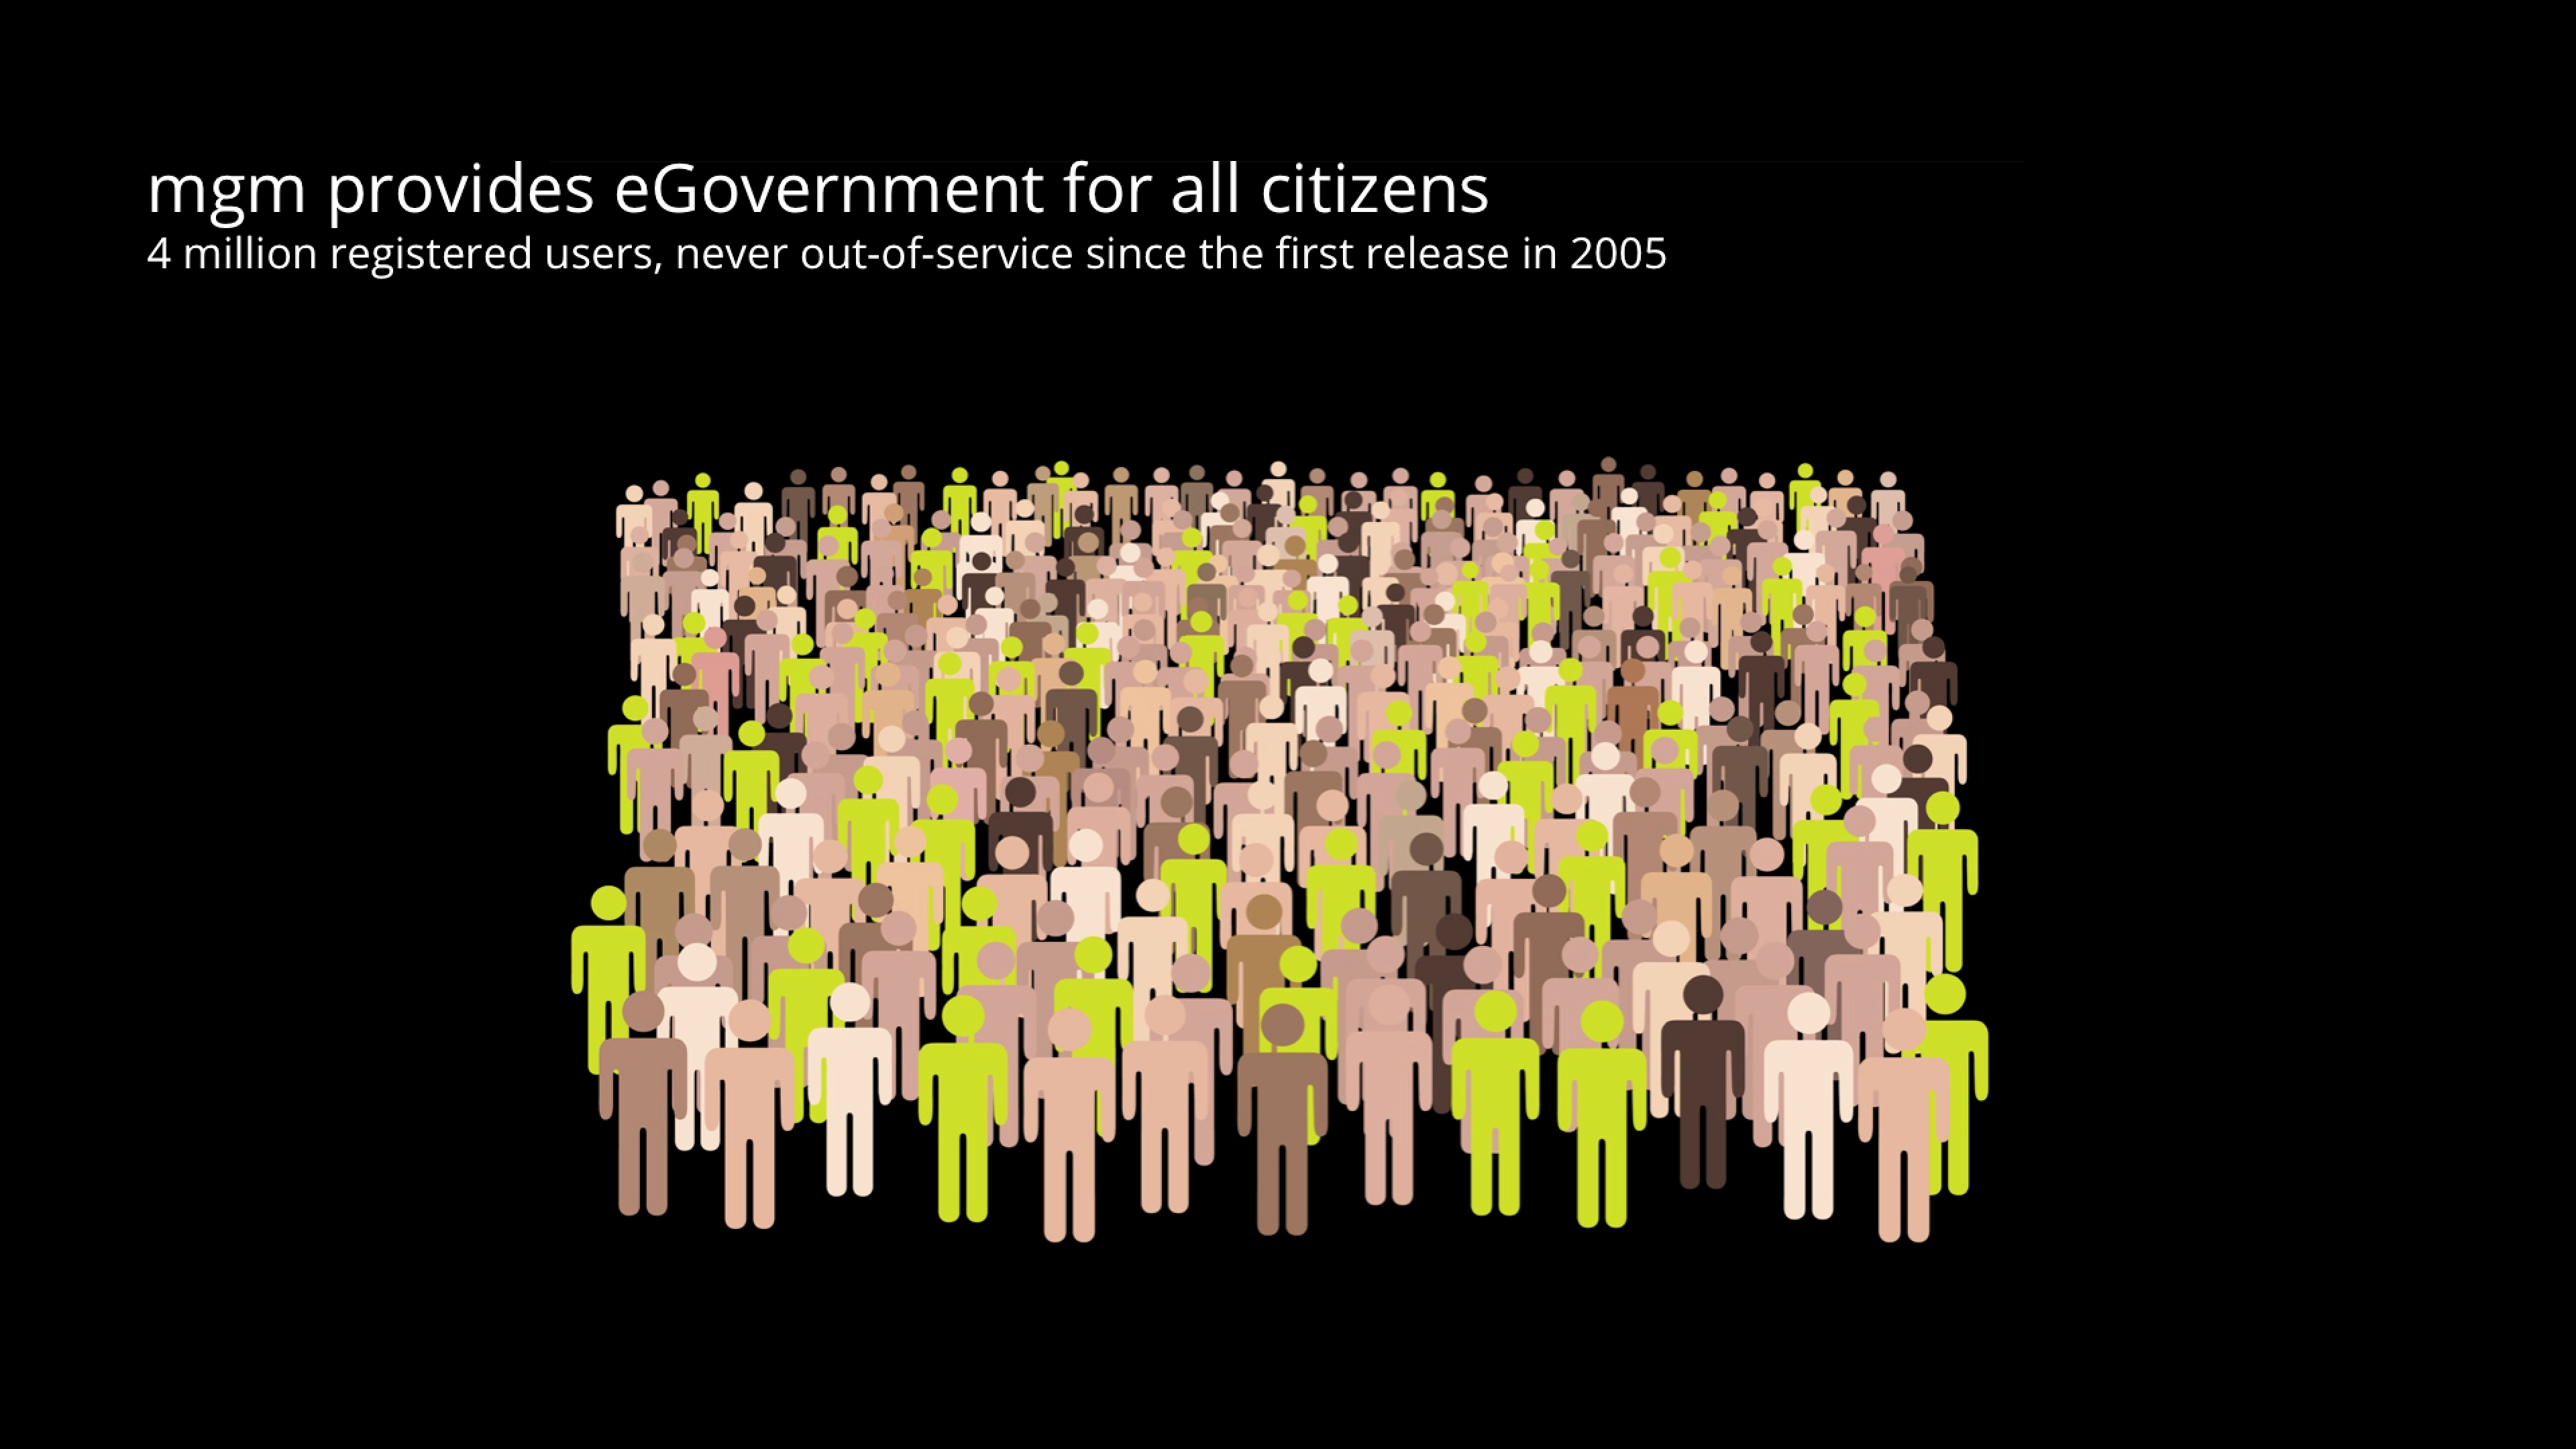 mgm provides eGovernment for all citizens
4 million registered users, never out-of-service since the first release in 2005